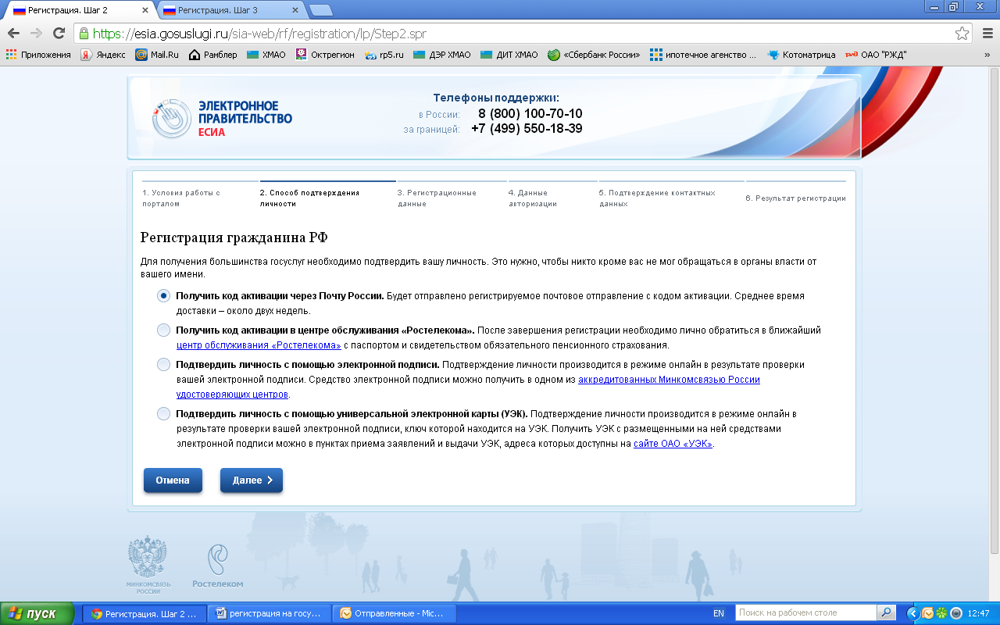 Регистрация. Шаг 2
Регистрация. Шаг 3
https://esia.gosuslugi.ru/sia-web/rf/registration/lp/Step2.spr
Приложения Яндекс Mail.Ru Рамблер ХМАО Октрегион rp5.ru ДЭР ХМАО ДИТ ХМАО «Сбербанк России» ипотечное агенство ... Котоматрица ОАО "РЖД" »
ЭЛЕКТРОННОЕ
ПРАВИТЕЛЬСТВО
ЕСИА
Телефоны поддержки:
в России: 8 (800) 100-70-10
за границей: +7 (499) 550-18-39
1. Условия работы с
порталом
2. Способ подтверждения
личности
3. Регистрационные
данные
4. Данные
авторизации
5. Подтверждение контактных
данных
6. Результат регистрации
Регистрация гражданина РФ
Для получения большинства госуслуг необходимо подтвердить вашу личность. Это нужно, чтобы никто кроме вас не мог обращаться в органы власти от
вашего имени.
Получить код активации через Почту России. Будет отправлено регистрируемое почтовое отправление с кодом активации. Среднее время
доставки – около двух недель.
Получить код активации в центре обслуживания «Ростелекома». После завершения регистрации необходимо лично обратиться в ближайший
центр обслуживания «Ростелекома» с паспортом и свидетельством обязательного пенсионного страхования.
Подтвердить личность с помощью электронной подписи. Подтверждение личности производится в режиме онлайн в результате проверки
вашей электронной подписи. Средство электронной подписи можно получить в одном из аккредитованных Минкомсвязью России
удостоверяющих центров.
Подтвердить личность с помощью универсальной электронной карты (УЭК). Подтверждение личности производится в режиме онлайн в
результате проверки вашей электронной подписи, ключ которой находится на УЭК. Получить УЭК с размещенными на ней средствами
электронной подписи можно в пунктах приема заявлений и выдачи УЭК, адреса которых доступны на сайте ОАО «УЭК».
Отмена
Далее
МИНКОМСВЯЗЬ
РОССИИ
Ростелеком
пуск
Регистрация. Шаг 2 ...
регистрация на госу...
Отправленные - Mic...
EN
Поиск на рабочем столе
12:47